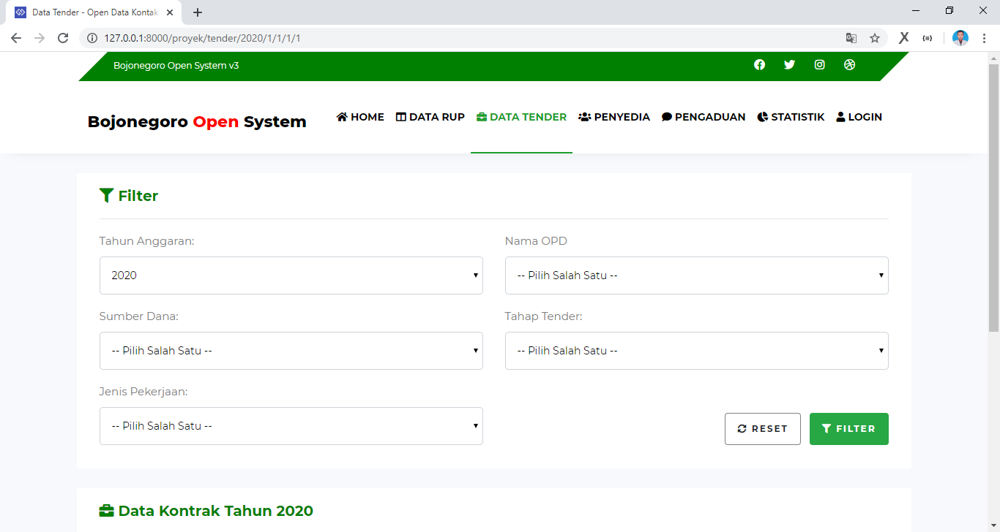 Data Tender - Open Data Kontak
127.0.0.1:8000/proyek/tender/2020/1/1/1/1
Bojonegoro Open System v3
Bojonegoro Open System
HOME DATA RUP DATA TENDER PENYEDIA PENGADUAN STATISTIK LOGIN
Filter
Tahun Anggaran: Nama OPD
2020 -- Pilih Salah Satu --
Sumber Dana: Tahap Tender:
-- Pilih Salah Satu -- -- Pilih Salah Satu --
Jenis Pekerjaan:
-- Pilih Salah Satu -- RESET FILTER
Data Kontrak Tahun 2020